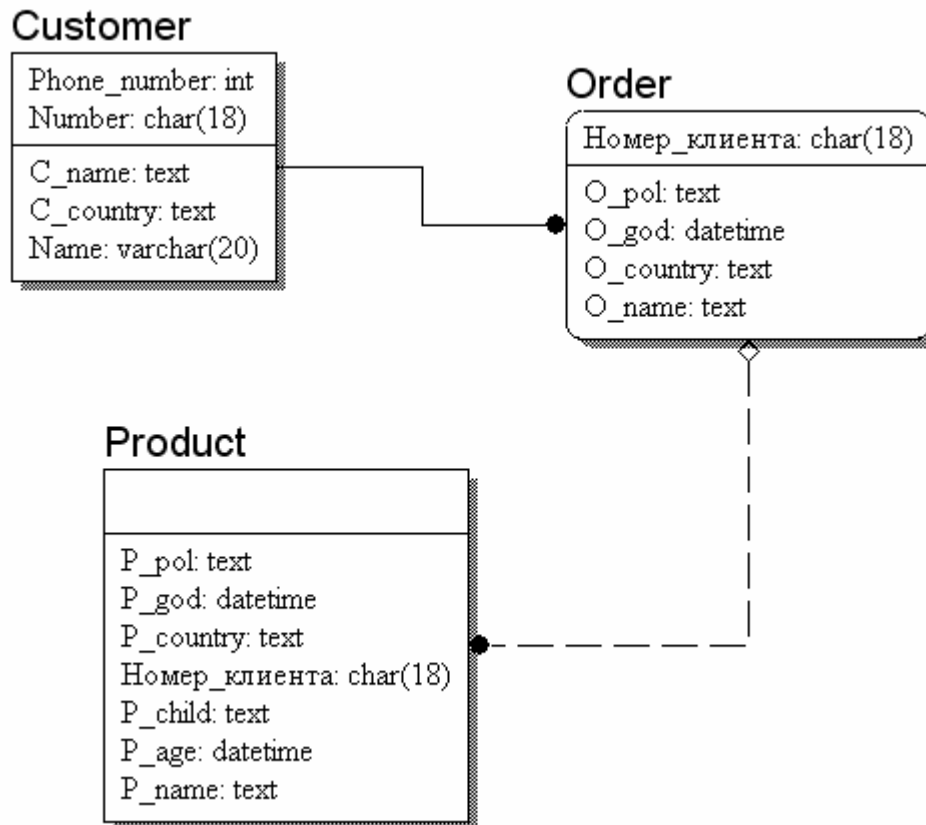 Customer
Phone_number: int
Number: char(18)
C_name: text
C_country: text
Name: varchar(20)
Order
Номер_клиента: char(18)
O_pol: text
O_god: datetime
O_country: text
O_name: text
Product
P_pol: text
P_god: datetime
P_country: text
Номер_клиента: char(18)
P_child: text
P_age: datetime
P_name: text